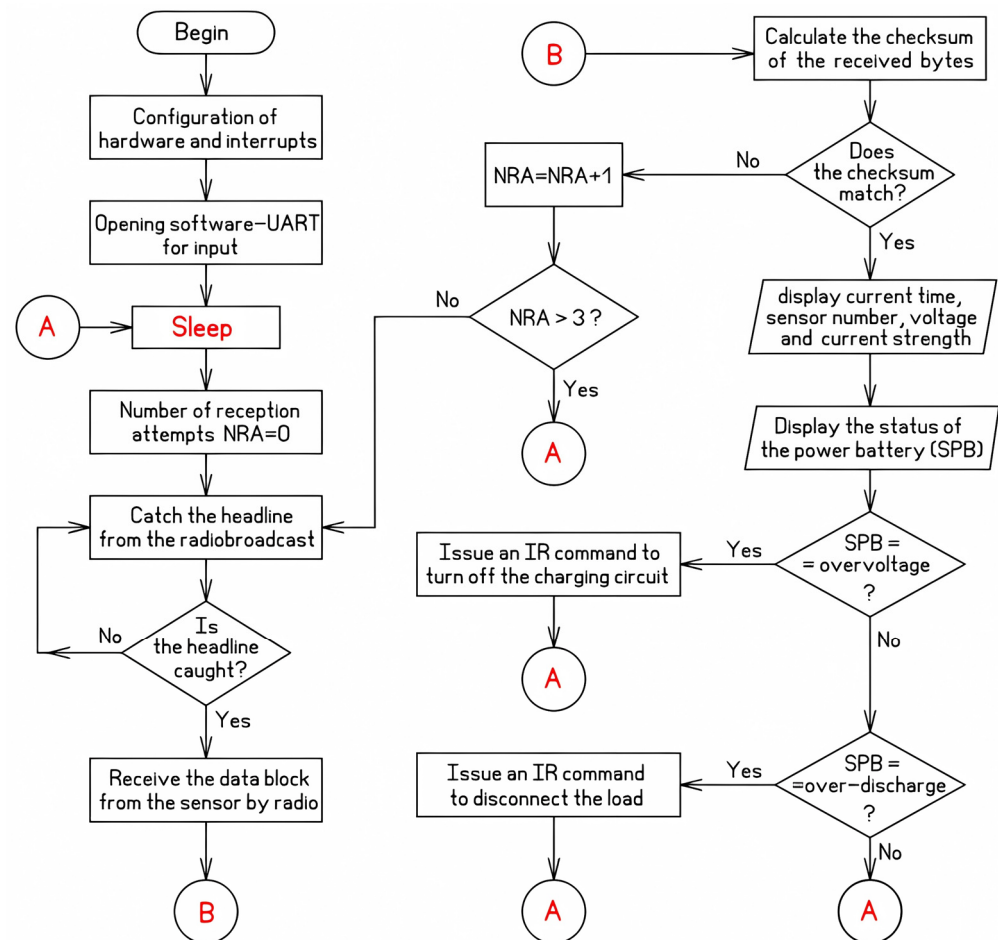 Begin
Configuration of
hardware and interrupts
Opening software-UART
for input
A
Sleep
Number of reception
attempts NRA=0
Catch the headline
from the radiobroadcast
Is
the headline
caught?
No
Yes
Receive the data block
from the sensor by radio
B
B
Calculate the checksum
of the received bytes
Does
the checksum
match?
No
Yes
NRA=NRA+1
NRA > 3 ?
No
Yes
A
display current time,
sensor number, voltage
and current strength
Display the status of
the power battery (SPB)
SPB =
= overvoltage
?
Yes
No
Issue an IR command to
turn off the charging circuit
A
SPB =
=over-discharge
?
Yes
No
Issue an IR command
to disconnect the load
A
A